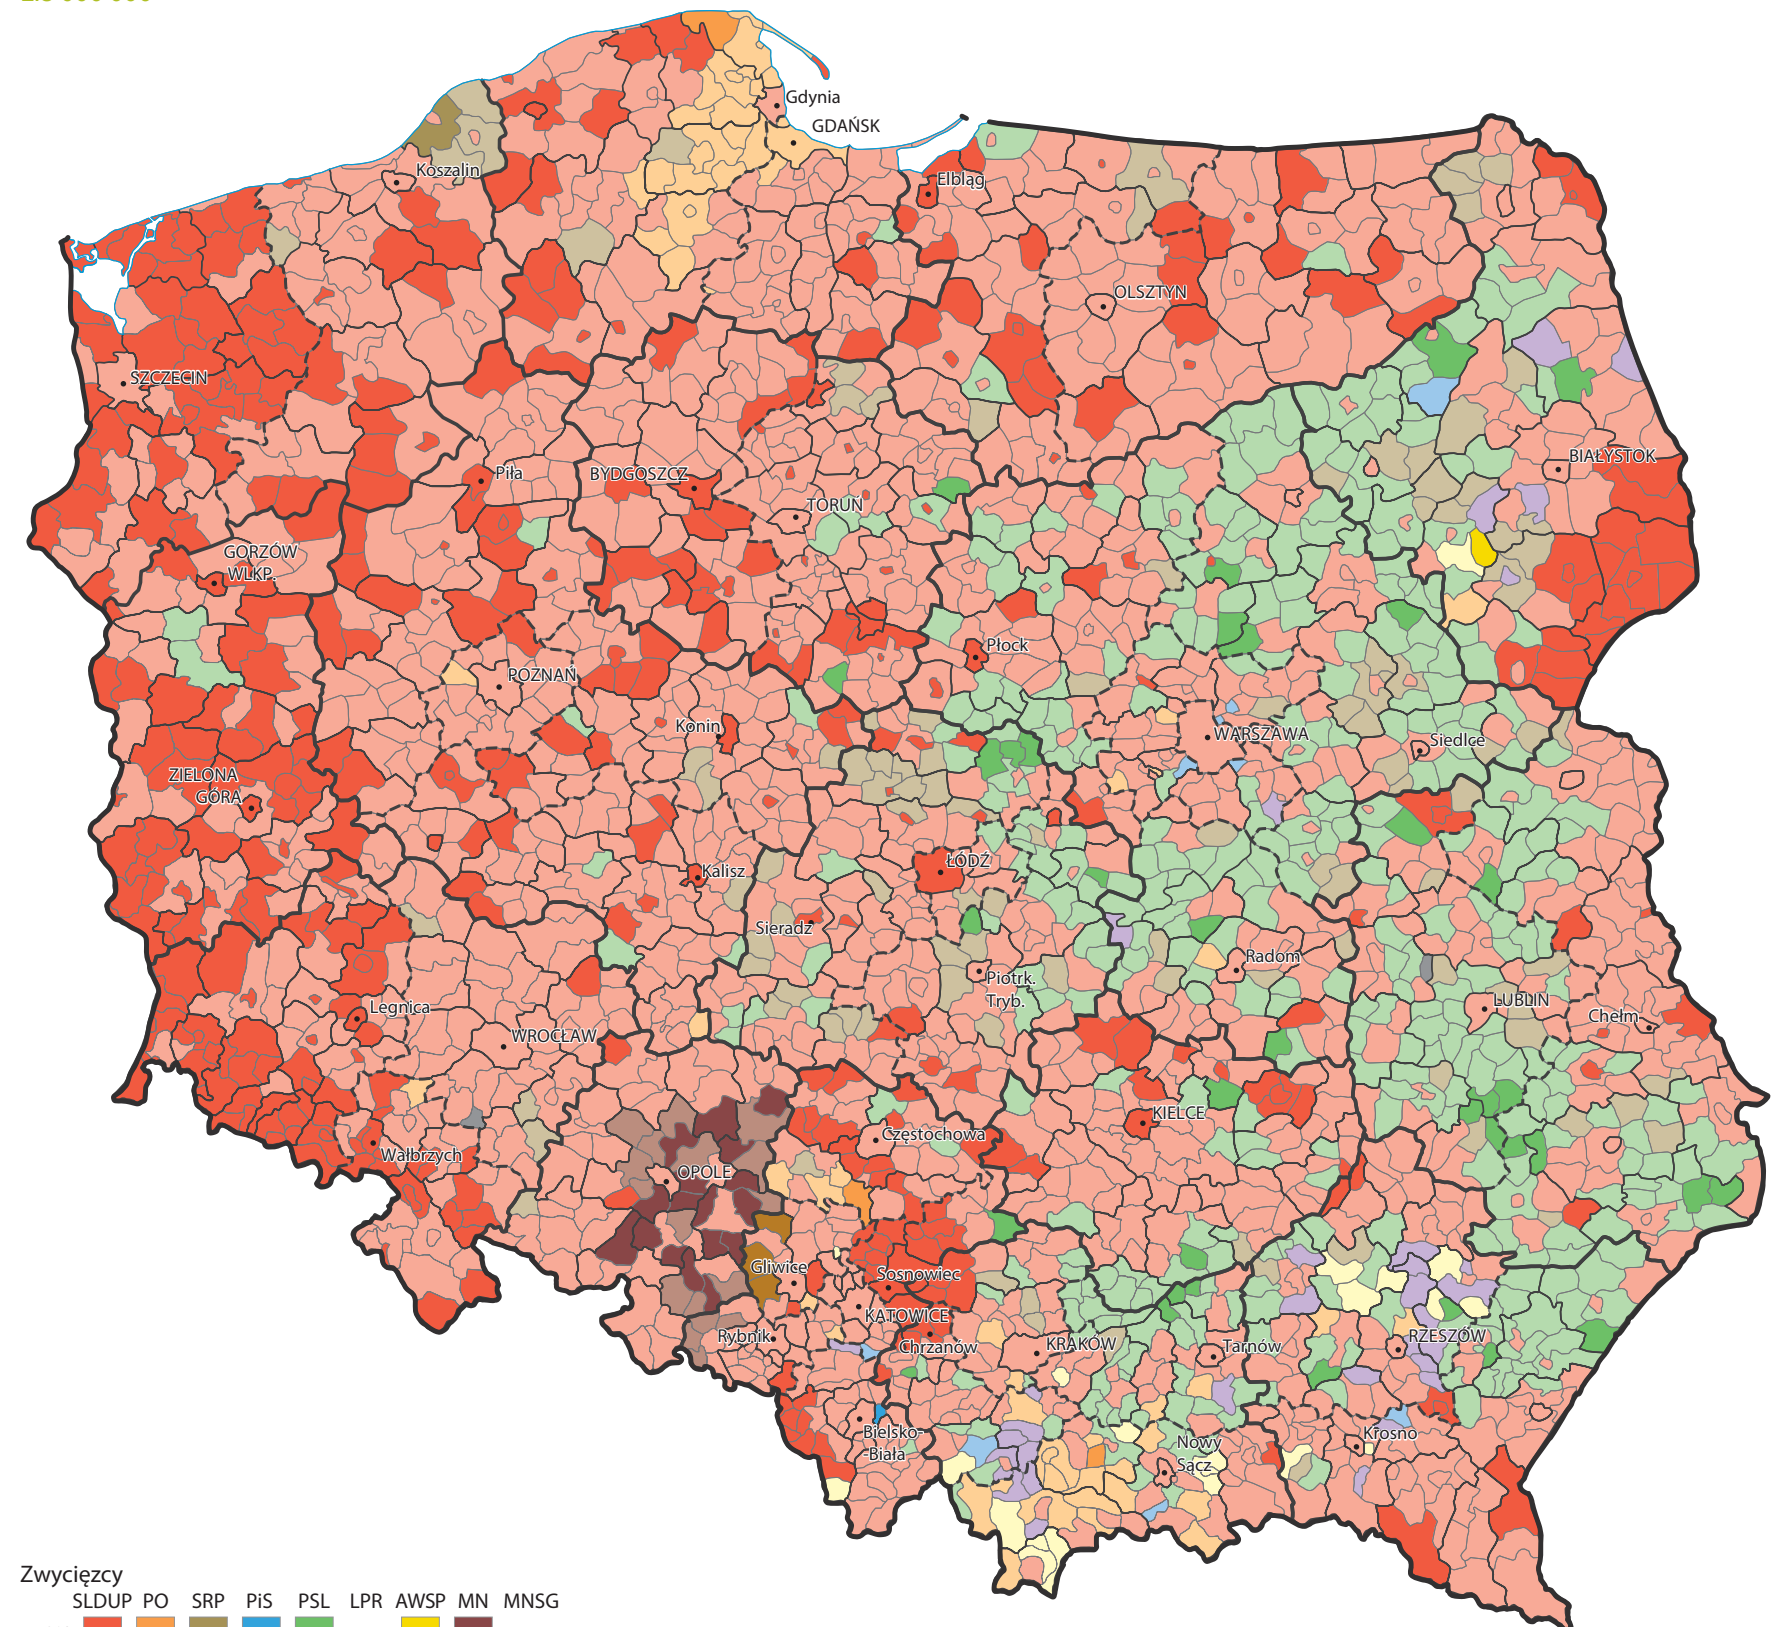 Gdynia
GDAŃSK
Koszalin
Elbląg
OLSZTYN
SZCZECIN
BIAŁYSTOK
Piła
BYDGOSZCZ
TORUŃ
GORZÓW
WLKP.
Płock
POZNAŃ
Konin
WARSZAWA
Siedlce
ZIELONA
GÓRA
ŁÓDŹ
Kalisz
Sieradz
Radom
Piotrk.
Tryb.
LUBLIN
Chełm
Legnica
WROCŁAW
KIELCE
Częstochowa
Wałbrzych
OPOLE
Gliwice
Sosnowiec
KATOWICE
Rybnik
Chrzanów
KRAKÓW
Tarnów
RZESZÓW
Bielsko-
-Biała
Nowy
Sącz
Krosno
Zwycięzcy
SLDUP PO SRP PiS PSL LPR AWSP MN MNSG